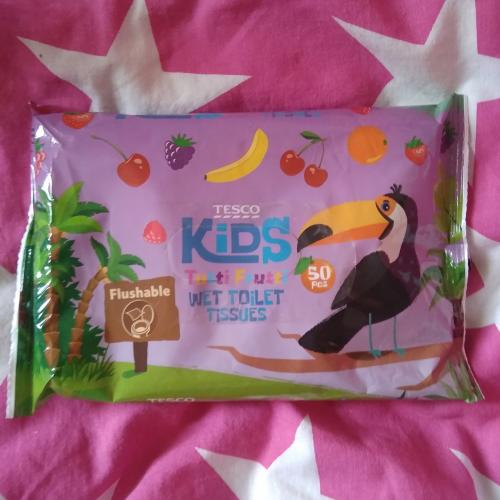 TESCO
KiDS
Tutti Frutti
WET TOiLET
TISSUES
50
PCS
Flushable
TESCO